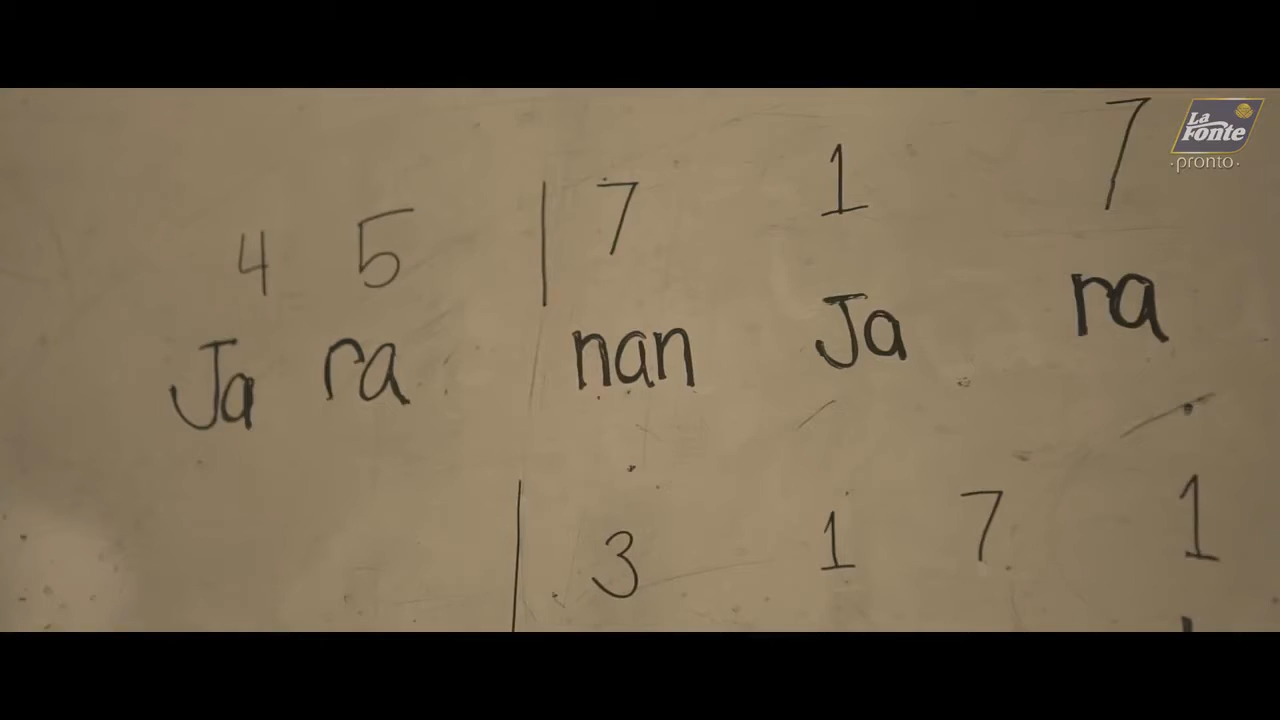 4 5 | 7 1 7
Ja ra nan Ja ra
| 3 1 7 1
La Fonte
·pronto·